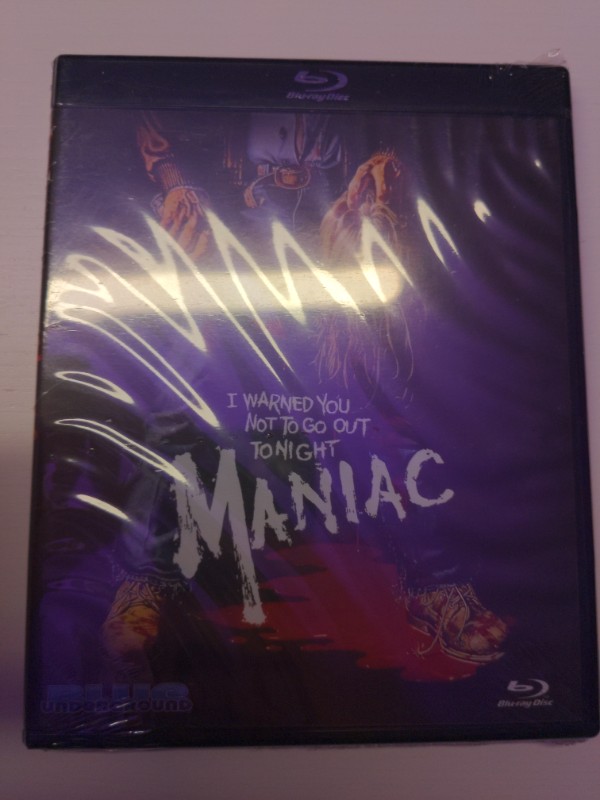 Blu-ray Disc
I WARNED YOU
NOT TO GO OUT
TONIGHT
MANIAC
BLUE
UNDERGROUND
Blu-ray Disc